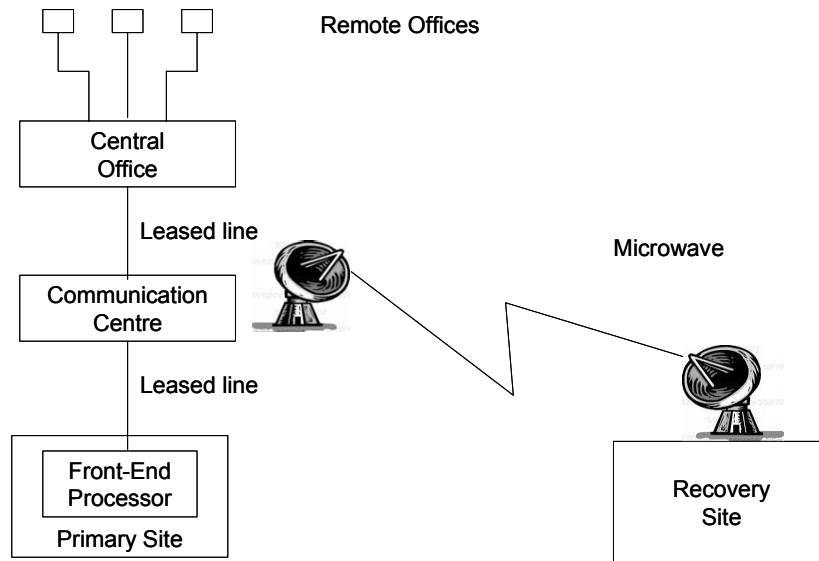 Remote Offices
Central
Office
Leased line
Microwave
Communication
Centre
Leased line
Front-End
Processor
Primary Site
Recovery
Site